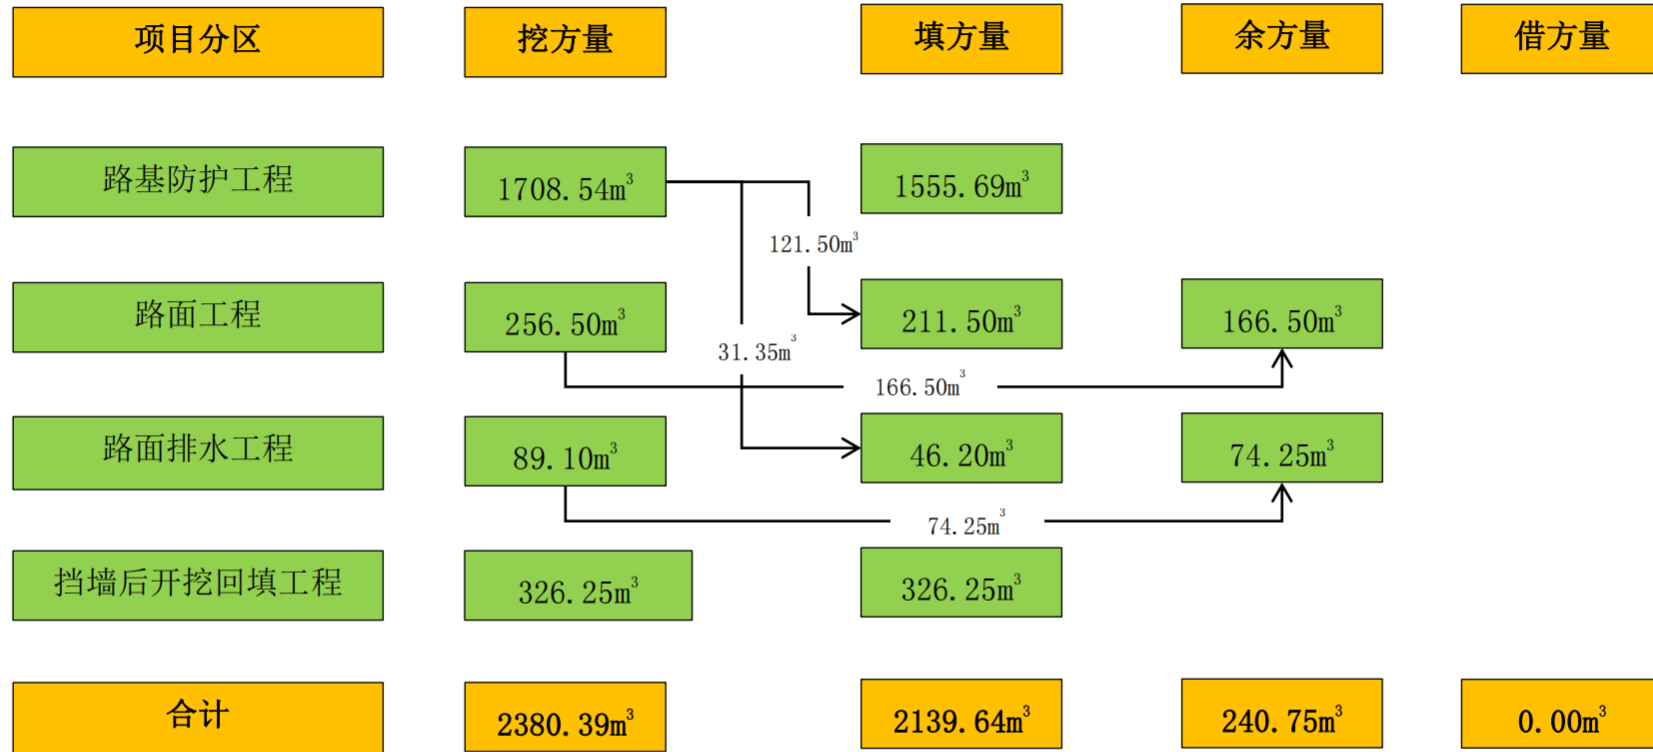 项目分区 挖方量 填方量 余方量 借方量
路基防护工程 1708.54m³ 1555.69m³
121.50m³
路面工程 256.50m³ 211.50m³ 166.50m³
31.35m³
166.50m³
路面排水工程 89.10m³ 46.20m³ 74.25m³
74.25m³
挡墙后开挖回填工程 326.25m³ 326.25m³
合计 2380.39m³ 2139.64m³ 240.75m³ 0.00m³